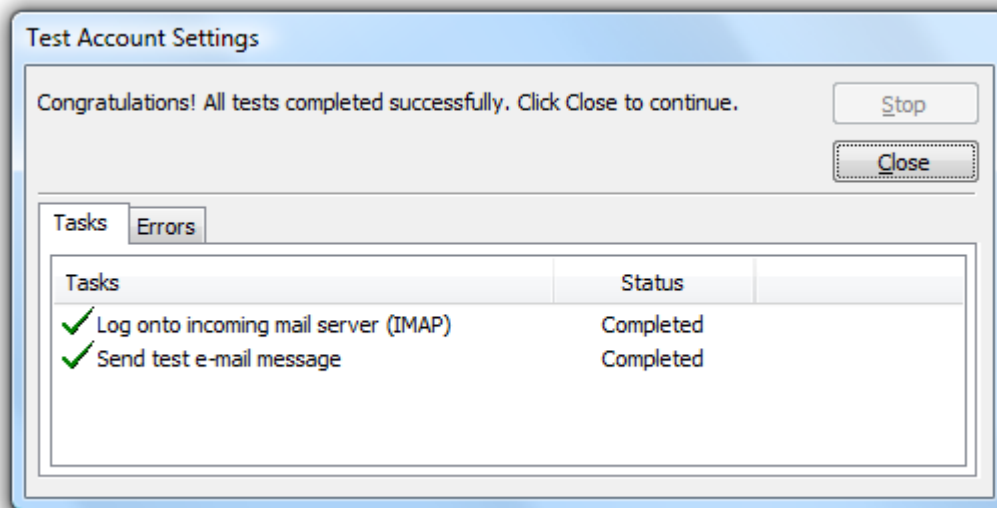 Test Account Settings
Congratulations! All tests completed successfully. Click Close to continue.
Stop
Close
Tasks
Errors
Tasks Status
Log onto incoming mail server (IMAP) Completed
Send test e-mail message Completed